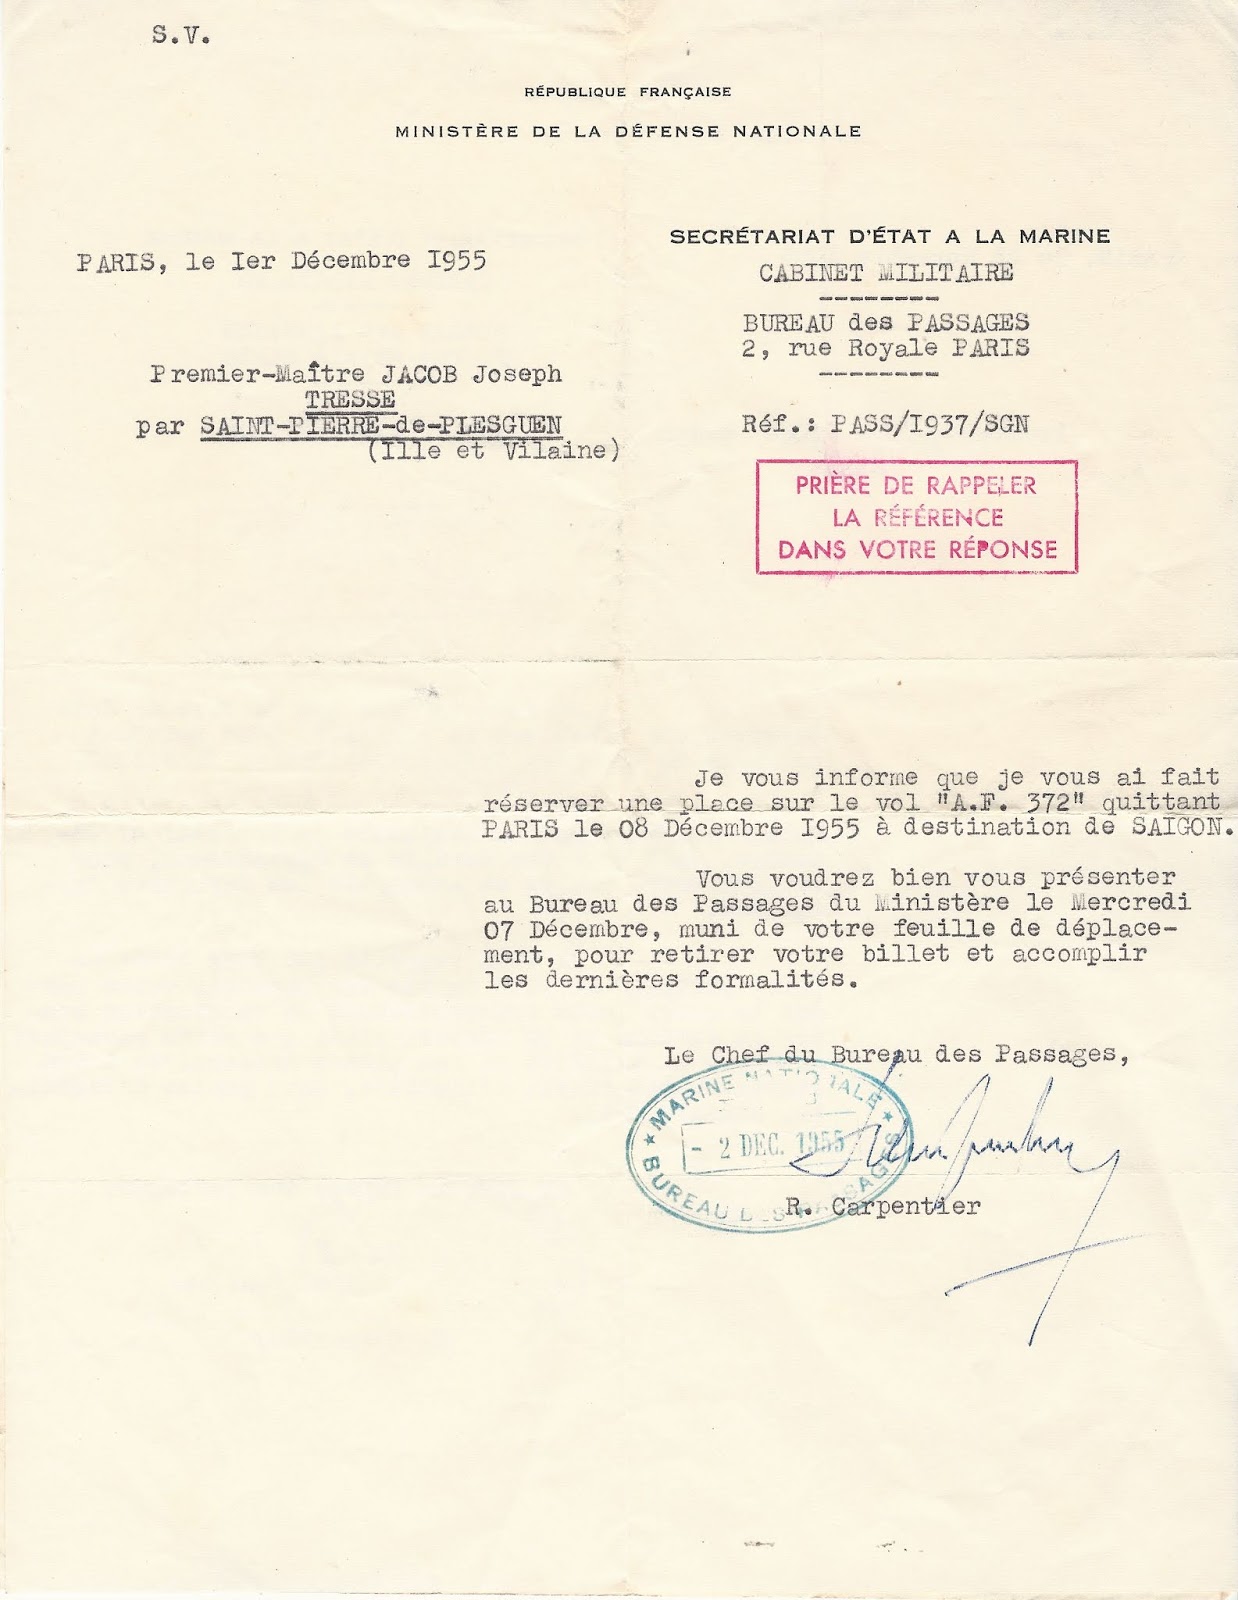 S.V.
RÉPUBLIQUE FRANÇAISE
MINISTÈRE DE LA DÉFENSE NATIONALE
SECRÉTARIAT D'ÉTAT A LA MARINE
CABINET MILITAIRE
--------
BUREAU des PASSAGES
2, rue Royale PARIS
--------
Réf.: PASS/I937/SGN
PRIÈRE DE RAPPELER
LA RÉFÉRENCE
DANS VOTRE RÉPONSE
PARIS, le Ier Décembre I955
Premier-Maître JACOB Joseph
TRESSE
par SAINT-PIERRE-de-PLESGUEN
(Ille et Vilaine)
Je vous informe que je vous ai fait
réserver une place sur le vol "A.F. 372" quittant
PARIS le 08 Décembre I955 à destination de SAIGON.
Vous voudrez bien vous présenter
au Bureau des Passages du Ministère le Mercredi
07 Décembre, muni de votre feuille de déplace-
ment, pour retirer votre billet et accomplir
les dernières formalités.
Le Chef du Bureau des Passages,
★ MARINE NATIONALE ★
- 2 DEC. 1955
BUREAU DES PASSAGES
R. Carpentier